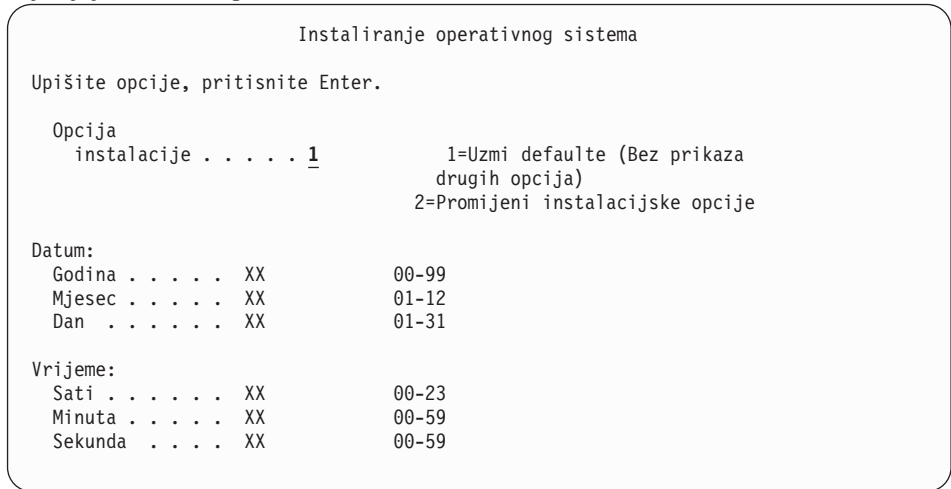 Instaliranje operativnog sistema
Upišite opcije, pritisnite Enter.
Opcija
instalacije . . . . . 1 1=Uzmi defaulte (Bez prikaza
drugih opcija)
2=Promijeni instalacijske opcije
Datum:
Godina . . . . . XX 00-99
Mjesec . . . . . XX 01-12
Dan . . . . . . XX 01-31
Vrijeme:
Sati . . . . . . XX 00-23
Minuta . . . . . XX 00-59
Sekunda . . . . XX 00-59